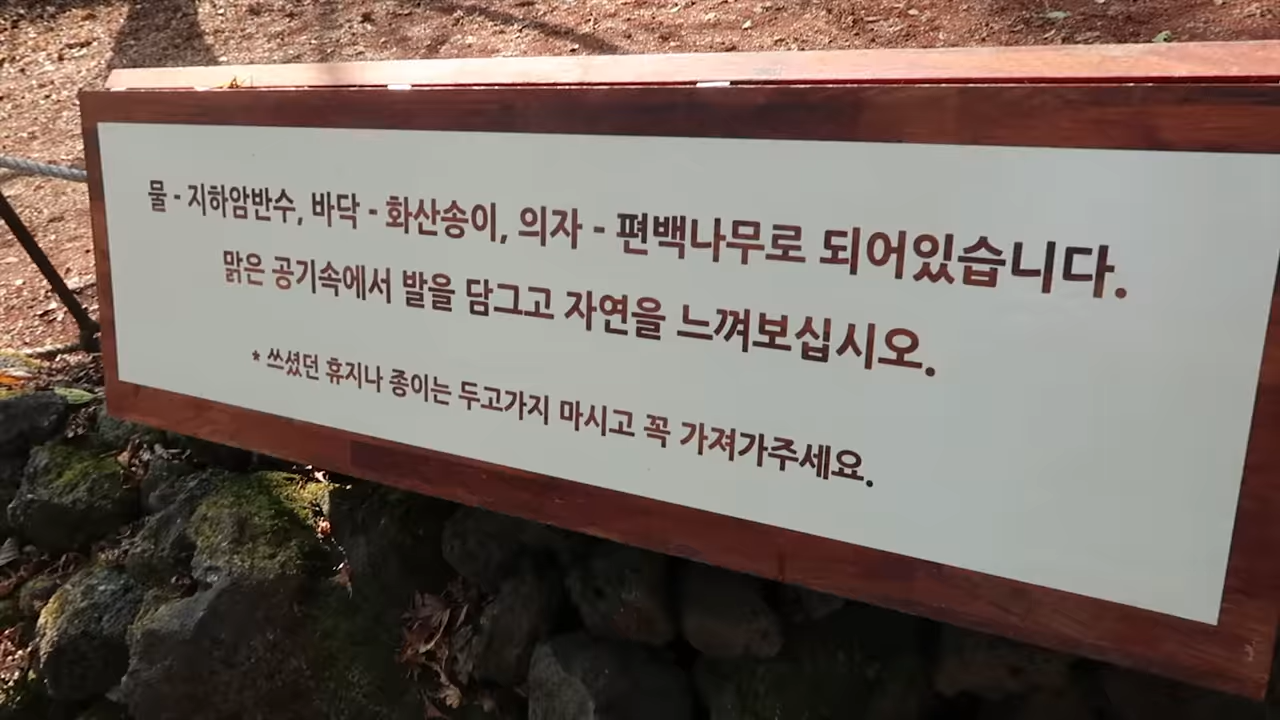 물 - 지하암반수, 바닥 - 화산송이, 의자 - 편백나무로 되어있습니다.
맑은 공기속에서 발을 담그고 자연을 느껴보십시오.
* 쓰셨던 휴지나 종이는 두고가지 마시고 꼭 가져가주세요.